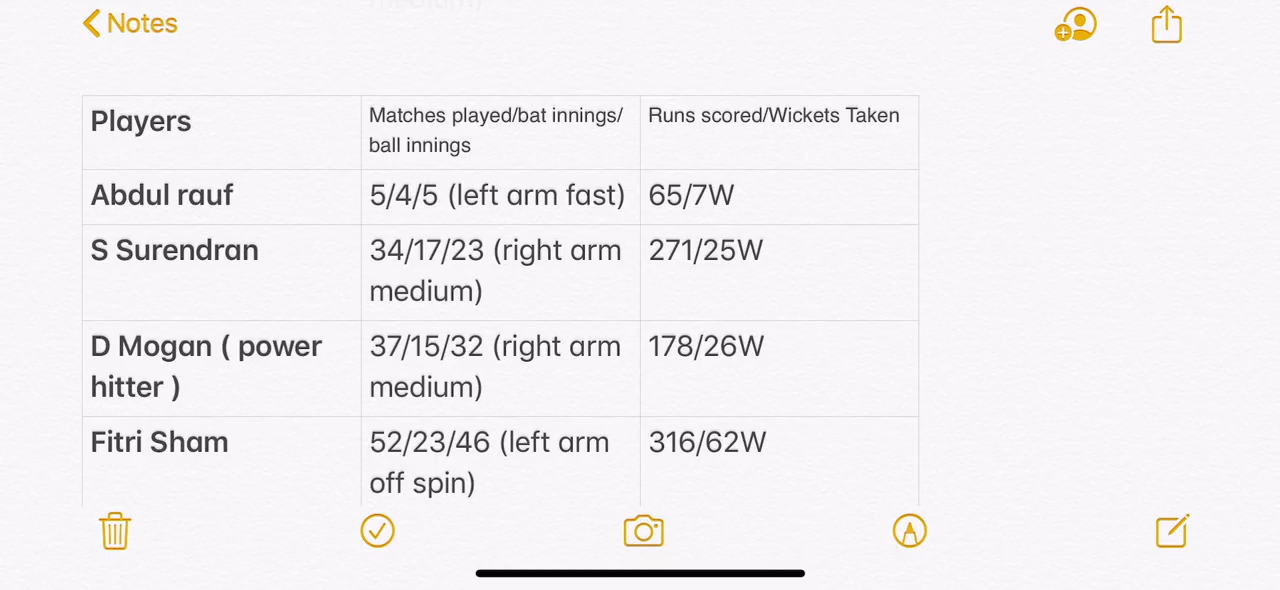 Notes
Players
Matches played/bat innings/
ball innings
Runs scored/Wickets Taken
Abdul rauf
5/4/5 (left arm fast)
65/7W
S Surendran
34/17/23 (right arm
medium)
271/25W
D Mogan ( power
hitter )
37/15/32 (right arm
medium)
178/26W
Fitri Sham
52/23/46 (left arm
off spin)
316/62W